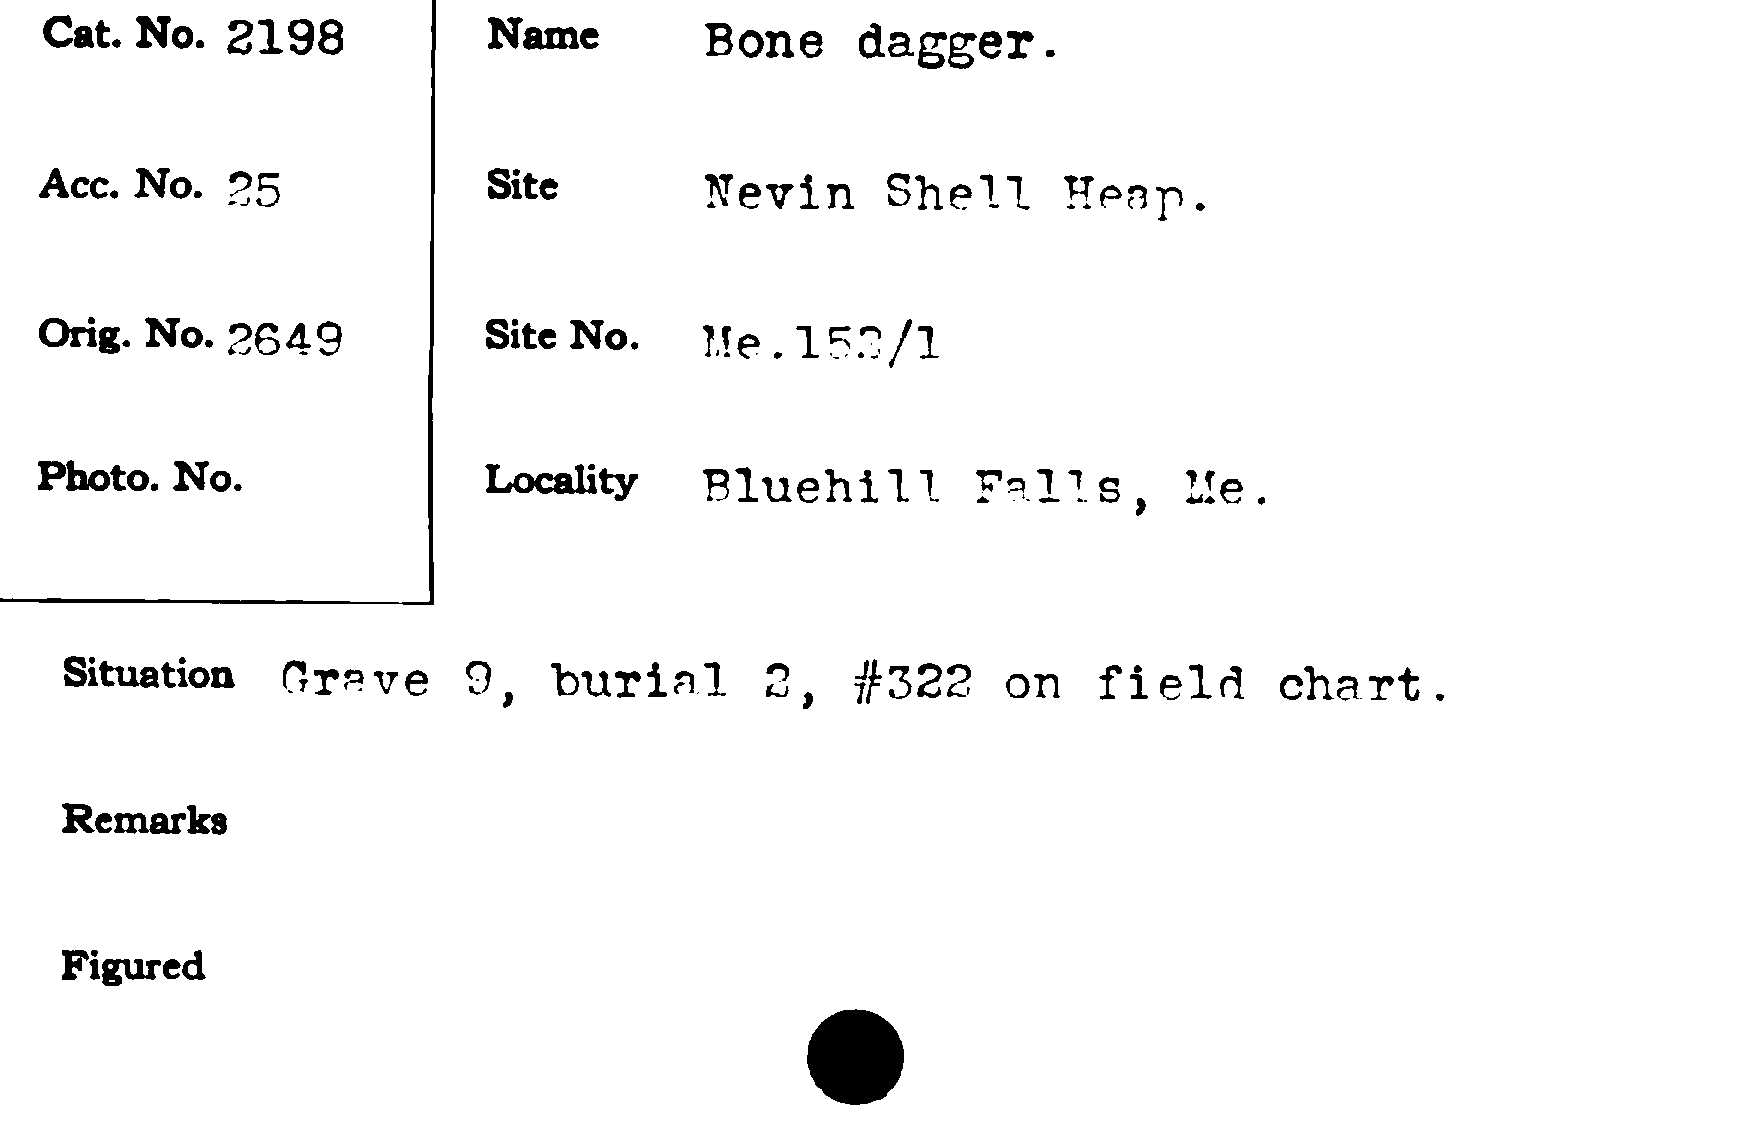 Cat. No. 2198
Name Bone dagger.
Acc. No. 25
Site Nevin Shell Heap.
Orig. No. 2649
Site No. Me.152/1
Photo. No.
Locality Bluehill Falls, Me.
Situation Grave 9, burial 2, #322 on field chart.
Remarks
Figured